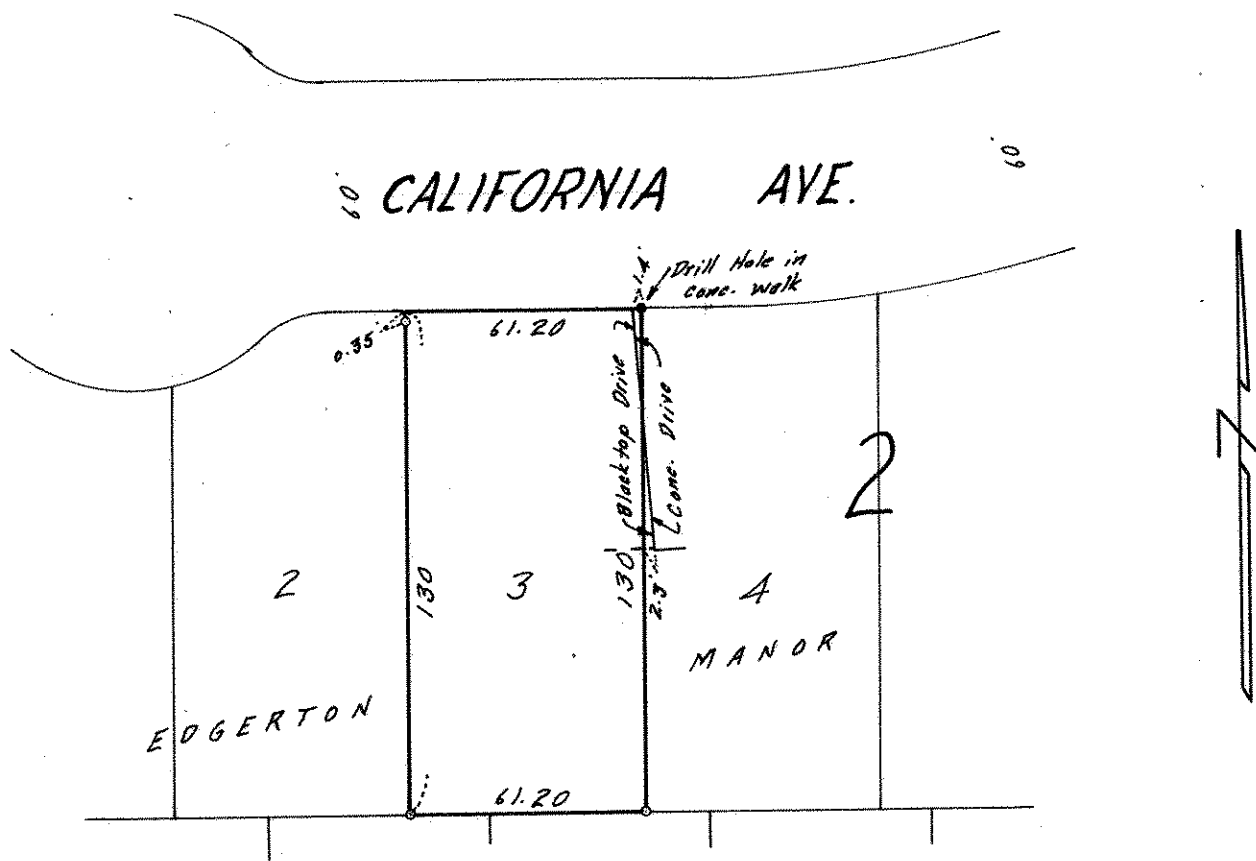 60'
CALIFORNIA AVE.
60'
1.4'
Drill Hole in
Conc. Walk
61.20
0.35
Blacktop Drive
Conc. Drive
2
2
130
3
130'
2.3'
4
MANOR
EDGERTON
61.20